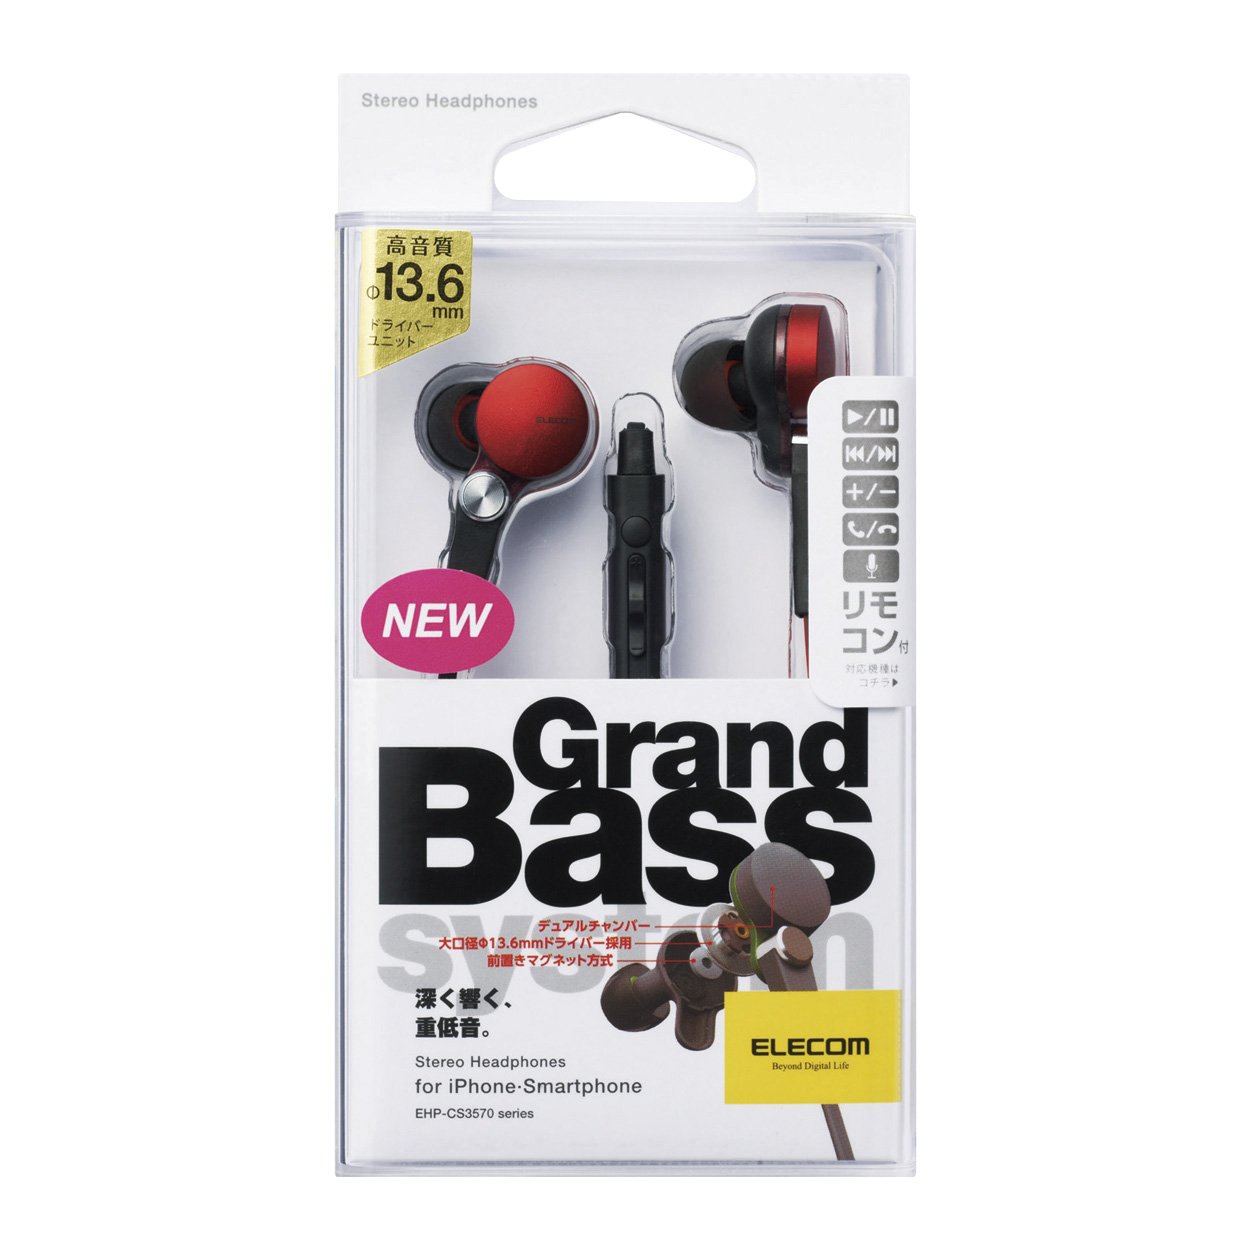 Stereo Headphones
高音質
Φ13.6
mm
ドライバー
ユニット
ELECOM
NEW
リモ
コン付
対応機種は
コチラ▶
Grand
Bass
system
デュアルチャンバー
大口径Φ13.6mmドライバー採用
前置きマグネット方式
深く響く、
重低音。
Stereo Headphones
for iPhone·Smartphone
EHP-CS3570 series
ELECOM
Beyond Digital Life